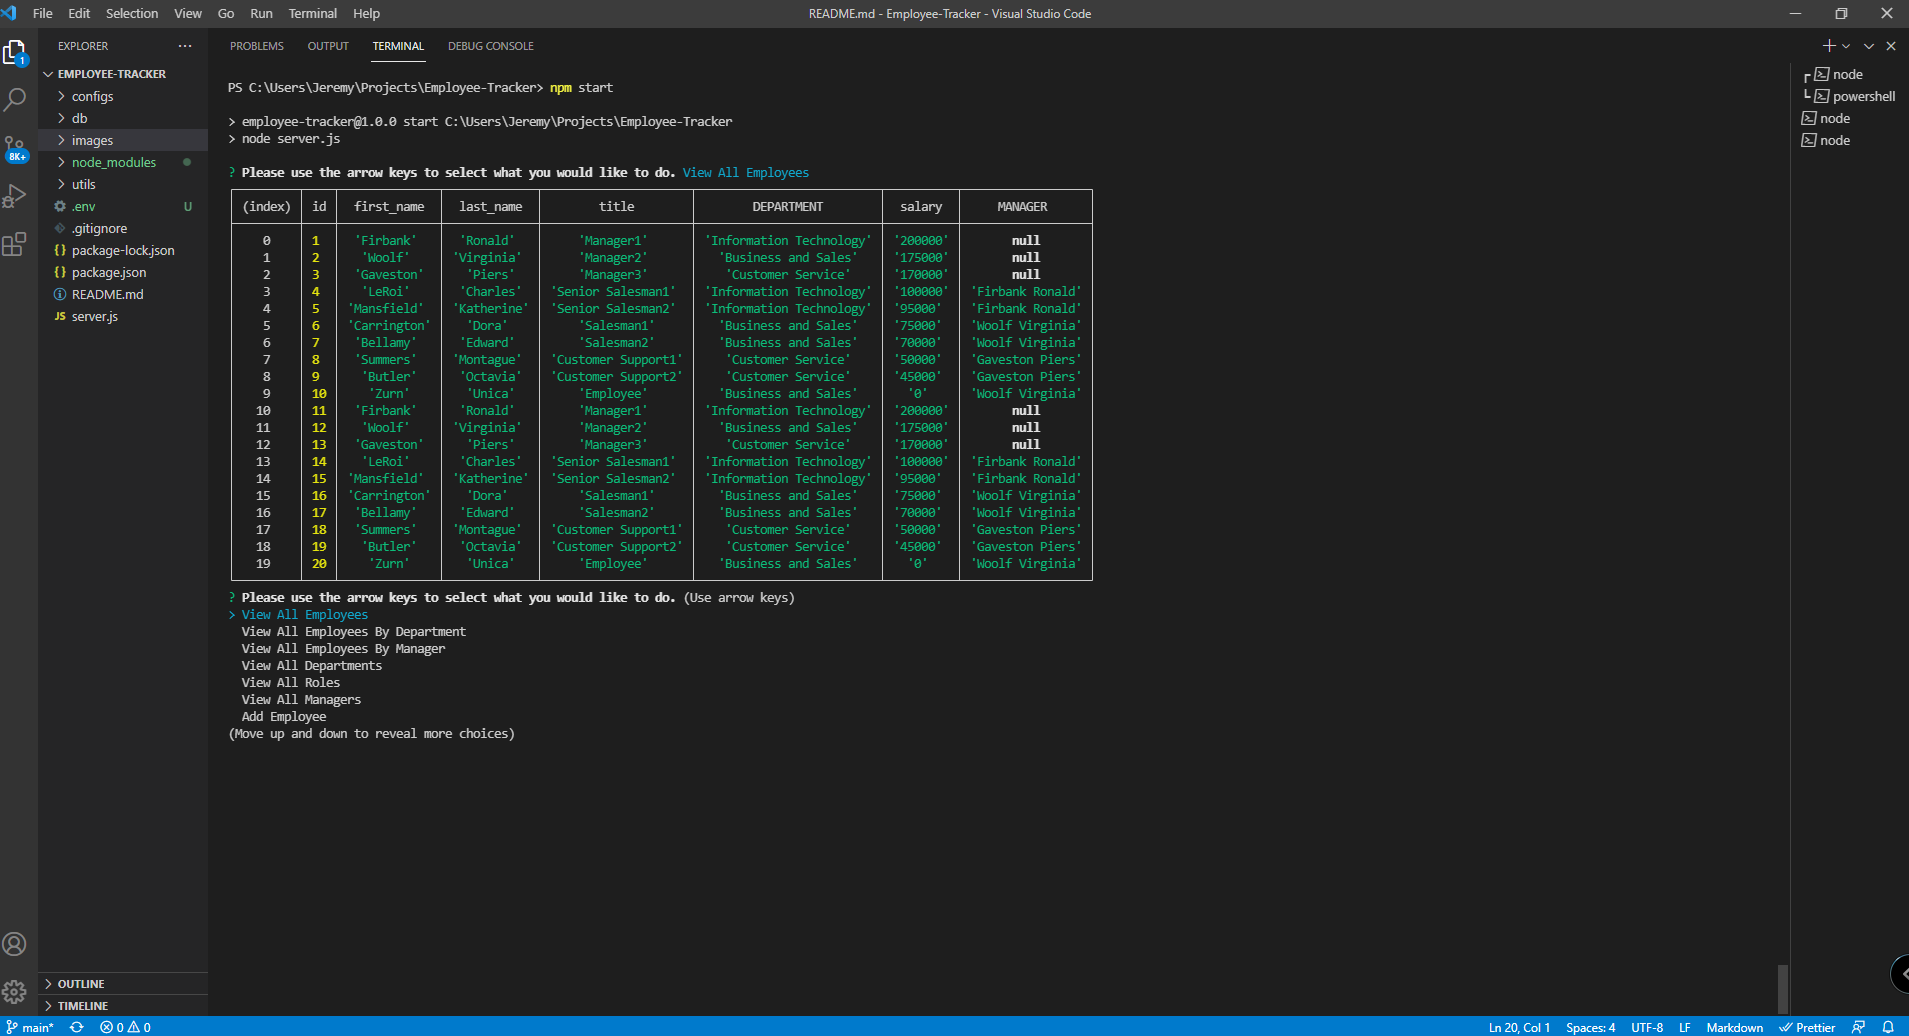 File Edit Selection View Go Run Terminal Help
README.md - Employee-Tracker - Visual Studio Code
EXPLORER
1
8K+
EMPLOYEE-TRACKER
configs
db
images
node_modules
utils
.env U
.gitignore
package-lock.json
package.json
README.md
JS server.js
OUTLINE
TIMELINE
PROBLEMS OUTPUT TERMINAL DEBUG CONSOLE
PS C:\Users\Jeremy\Projects\Employee-Tracker> npm start
> employee-tracker@1.0.0 start C:\Users\Jeremy\Projects\Employee-Tracker
> node server.js
? Please use the arrow keys to select what you would like to do. View All Employees
(index) id first_name last_name title DEPARTMENT salary MANAGER
0 1 'Firbank' 'Ronald' 'Manager1' 'Information Technology' '200000' null
1 2 'Woolf' 'Virginia' 'Manager2' 'Business and Sales' '175000' null
2 3 'Gaveston' 'Piers' 'Manager3' 'Customer Service' '170000' null
3 4 'LeRoi' 'Charles' 'Senior Salesman1' 'Information Technology' '100000' 'Firbank Ronald'
4 5 'Mansfield' 'Katherine' 'Senior Salesman2' 'Information Technology' '95000' 'Firbank Ronald'
5 6 'Carrington' 'Dora' 'Salesman1' 'Business and Sales' '75000' 'Woolf Virginia'
6 7 'Bellamy' 'Edward' 'Salesman2' 'Business and Sales' '70000' 'Woolf Virginia'
7 8 'Summers' 'Montague' 'Customer Support1' 'Customer Service' '50000' 'Gaveston Piers'
8 9 'Butler' 'Octavia' 'Customer Support2' 'Customer Service' '45000' 'Gaveston Piers'
9 10 'Zurn' 'Unica' 'Employee' 'Business and Sales' '0' 'Woolf Virginia'
10 11 'Firbank' 'Ronald' 'Manager1' 'Information Technology' '200000' null
11 12 'Woolf' 'Virginia' 'Manager2' 'Business and Sales' '175000' null
12 13 'Gaveston' 'Piers' 'Manager3' 'Customer Service' '170000' null
13 14 'LeRoi' 'Charles' 'Senior Salesman1' 'Information Technology' '100000' 'Firbank Ronald'
14 15 'Mansfield' 'Katherine' 'Senior Salesman2' 'Information Technology' '95000' 'Firbank Ronald'
15 16 'Carrington' 'Dora' 'Salesman1' 'Business and Sales' '75000' 'Woolf Virginia'
16 17 'Bellamy' 'Edward' 'Salesman2' 'Business and Sales' '70000' 'Woolf Virginia'
17 18 'Summers' 'Montague' 'Customer Support1' 'Customer Service' '50000' 'Gaveston Piers'
18 19 'Butler' 'Octavia' 'Customer Support2' 'Customer Service' '45000' 'Gaveston Piers'
19 20 'Zurn' 'Unica' 'Employee' 'Business and Sales' '0' 'Woolf Virginia'
? Please use the arrow keys to select what you would like to do. (Use arrow keys)
> View All Employees
View All Employees By Department
View All Employees By Manager
View All Departments
View All Roles
View All Managers
Add Employee
(Move up and down to reveal more choices)
node
powershell
node
node
main* 0 0
Ln 20, Col 1 Spaces: 4 UTF-8 LF Markdown Prettier